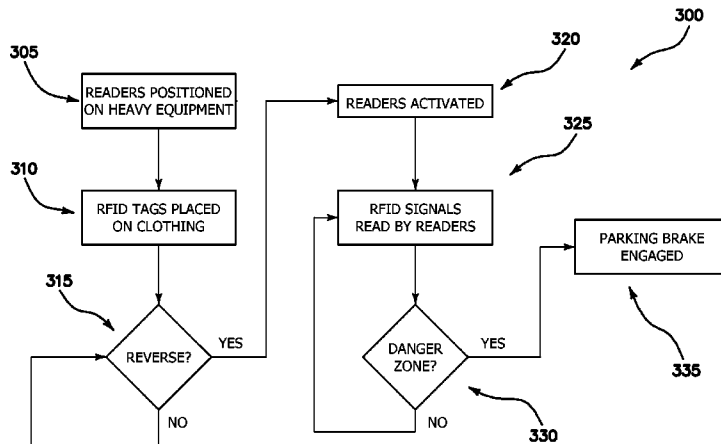 305
READERS POSITIONED
ON HEAVY EQUIPMENT
310
RFID TAGS PLACED
ON CLOTHING
315
REVERSE?
YES
NO
320
READERS ACTIVATED
325
RFID SIGNALS
READ BY READERS
DANGER
ZONE?
YES
NO
330
300
PARKING BRAKE
ENGAGED
335